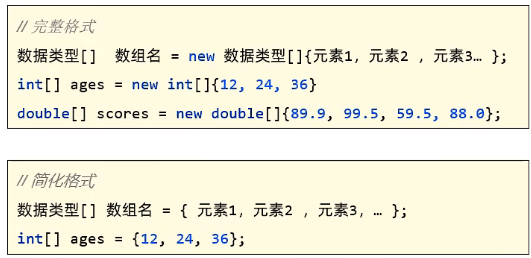 // 完整格式
数据类型[] 数组名 = new 数据类型[]{元素1，元素2 ，元素3… };
int[] ages = new int[]{12, 24, 36}
double[] scores = new double[]{89.9, 99.5, 59.5, 88.0};
// 简化格式
数据类型[] 数组名 = { 元素1，元素2 ，元素3，… };
int[] ages = {12, 24, 36};